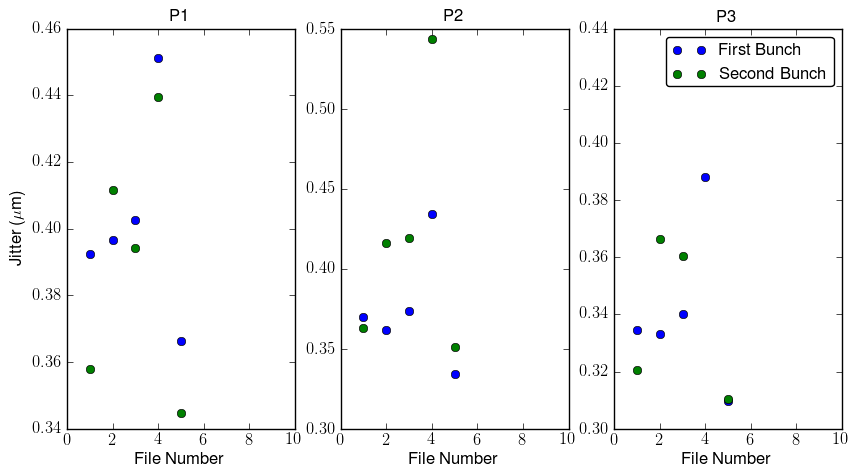 P1
P2
P3
Jitter (μm)
0.46
0.44
0.42
0.40
0.38
0.36
0.34
0 2 4 6 8 10
File Number
0.55
0.50
0.45
0.40
0.35
0.30
0 2 4 6 8 10
File Number
0.44
0.42
0.40
0.38
0.36
0.34
0.32
0.30
0 2 4 6 8 10
File Number
First Bunch
Second Bunch